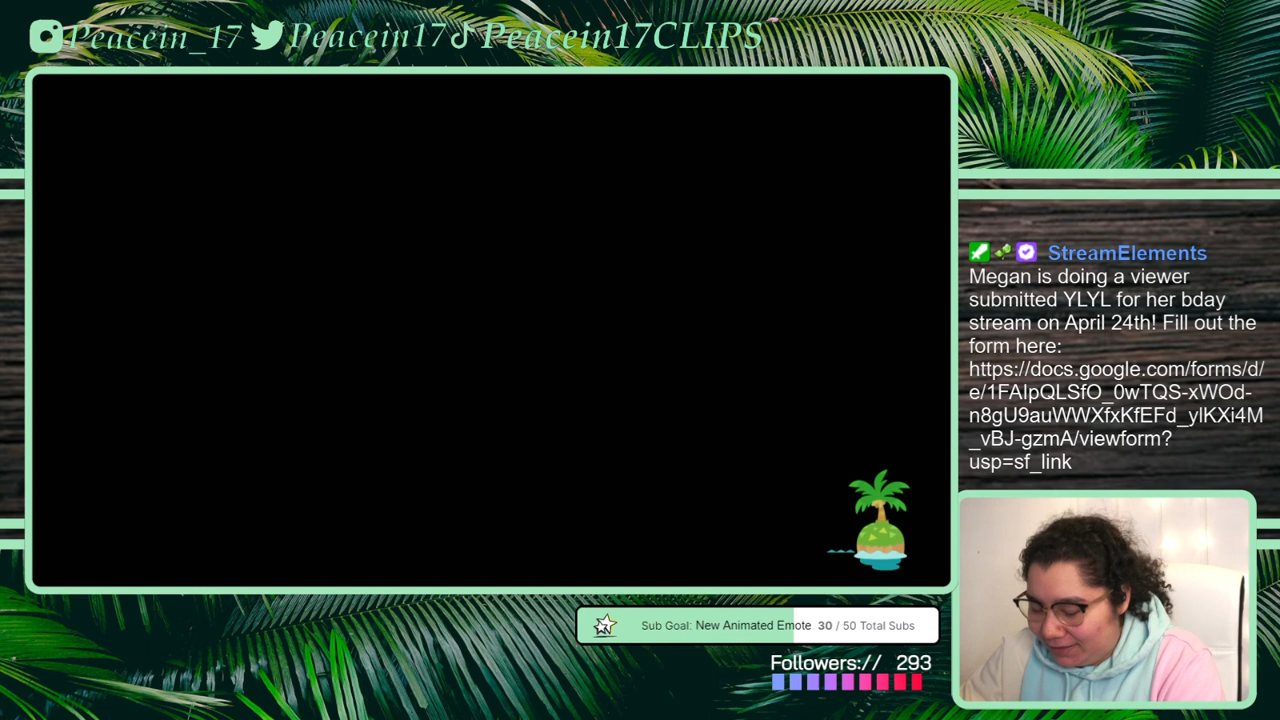 Peacein_17 Peacein17 Peacein17CLIPS
StreamElements
Megan is doing a viewer
submitted YLYL for her bday
stream on April 24th! Fill out the
form here:
https://docs.google.com/forms/d/
e/1FAIpQLSfO_0wTQS-xWOd-
n8gU9auWWXfxKfEFd_ylKXi4M
_vBJ-gzmA/viewform?
usp=sf_link
Sub Goal: New Animated Emote 30 / 50 Total Subs
Followers:// 293